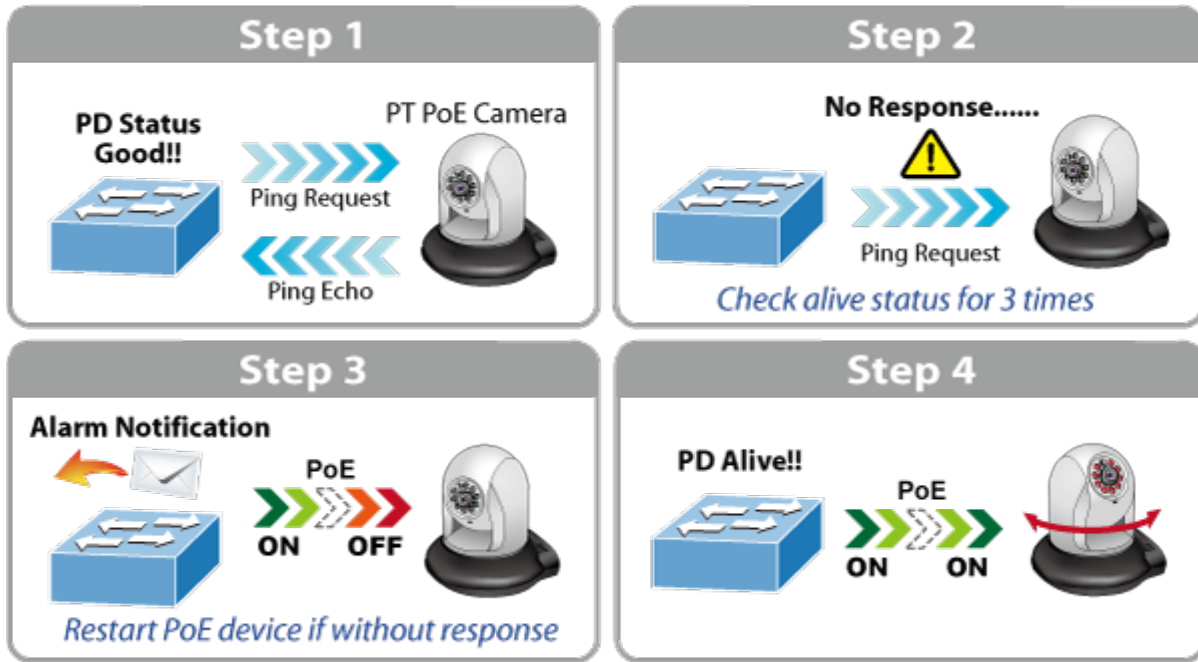 Step 1
PD Status
Good!!
PT PoE Camera
Ping Request
Ping Echo
Step 2
No Response......
Ping Request
Check alive status for 3 times
Step 3
Alarm Notification
PoE
ON OFF
Restart PoE device if without response
Step 4
PD Alive!!
PoE
ON ON